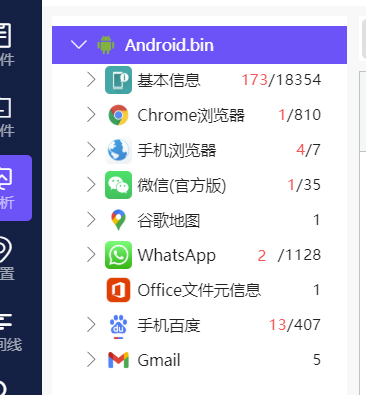 Android.bin
基本信息 173/18354
Chrome浏览器 1/810
手机浏览器 4/7
微信(官方版) 1/35
谷歌地图 1
WhatsApp 2 /1128
Office文件元信息 1
手机百度 13/407
Gmail 5
件
件
析
置
间线